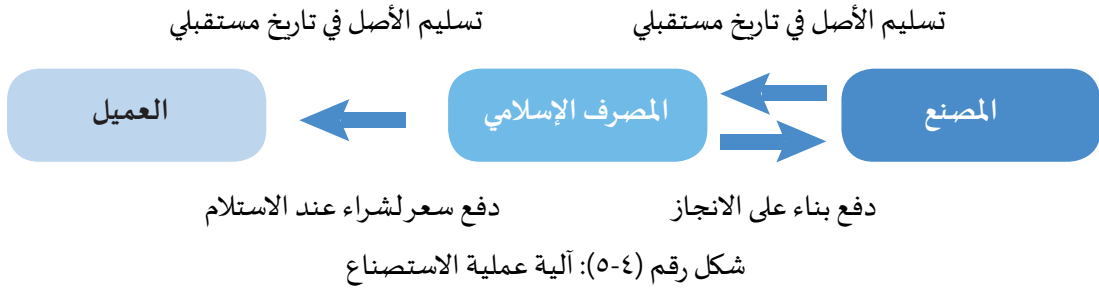 تسليم الأصل في تاريخ مستقبلي
تسليم الأصل في تاريخ مستقبلي
المصنع
المصرف الإسلامي
العميل
دفع بناء على الانجاز
دفع سعر لشراء عند الاستلام
شكل رقم (٤-٥): آلية عملية الاستصناع